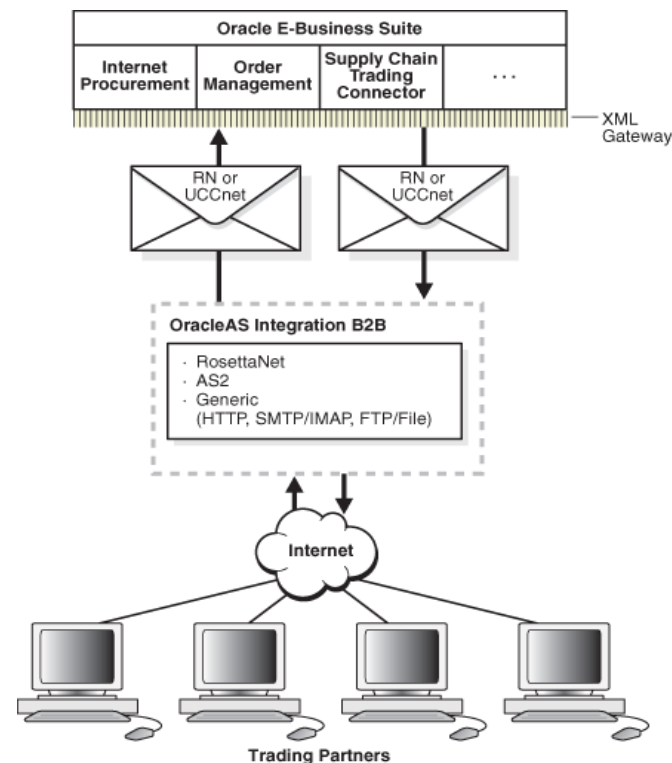 Oracle E-Business Suite
Internet
Procurement
Order
Management
Supply Chain
Trading
Connector
...
XML
Gateway
RN or
UCCnet
RN or
UCCnet
OracleAS Integration B2B
· RosettaNet
· AS2
· Generic
(HTTP, SMTP/IMAP, FTP/File)
Internet
Trading Partners